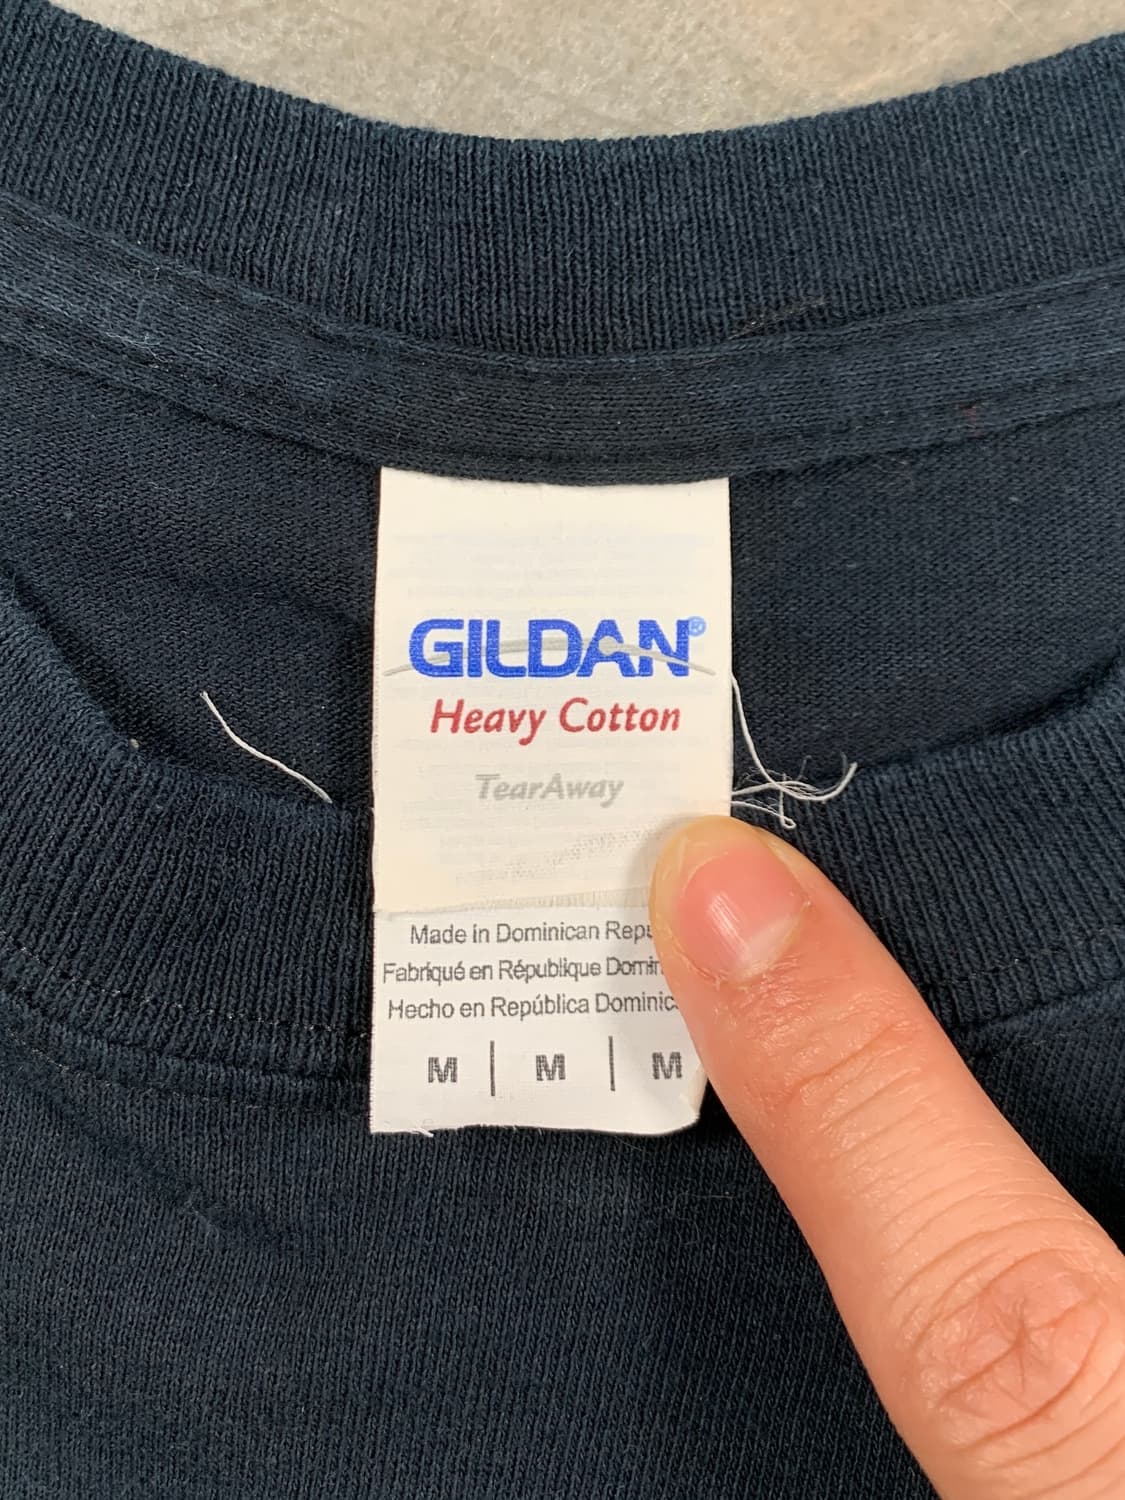 GILDAN®
Heavy Cotton
TearAway
Made in Dominican
Fabriqué en République
Hecho en República
M | M | M